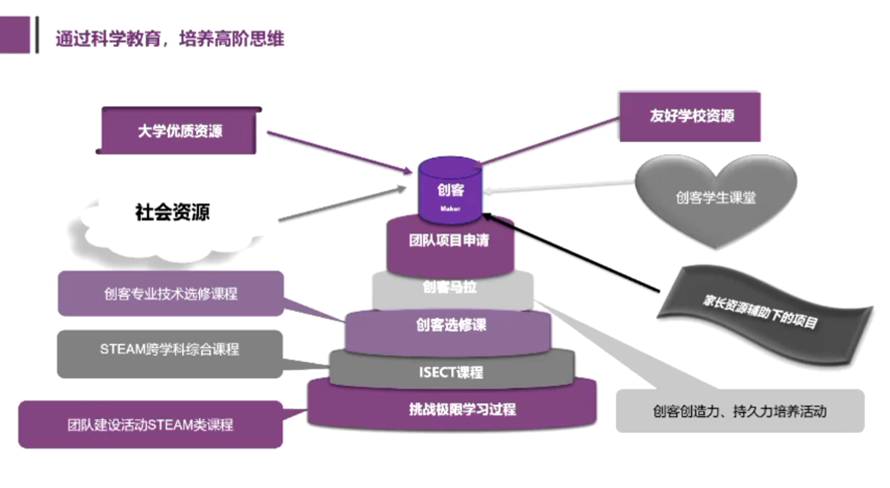 通过科学教育，培养高阶思维
大学优质资源
友好学校资源
创客
Maker
创客学生课堂
社会资源
团队项目申请
创客马拉
创客专业技术选修课程
家长资源辅助下的项目
创客选修课
STEAM跨学科综合课程
ISECT课程
挑战极限学习过程
创客创造力、持久力培养活动
团队建设活动STEAM类课程